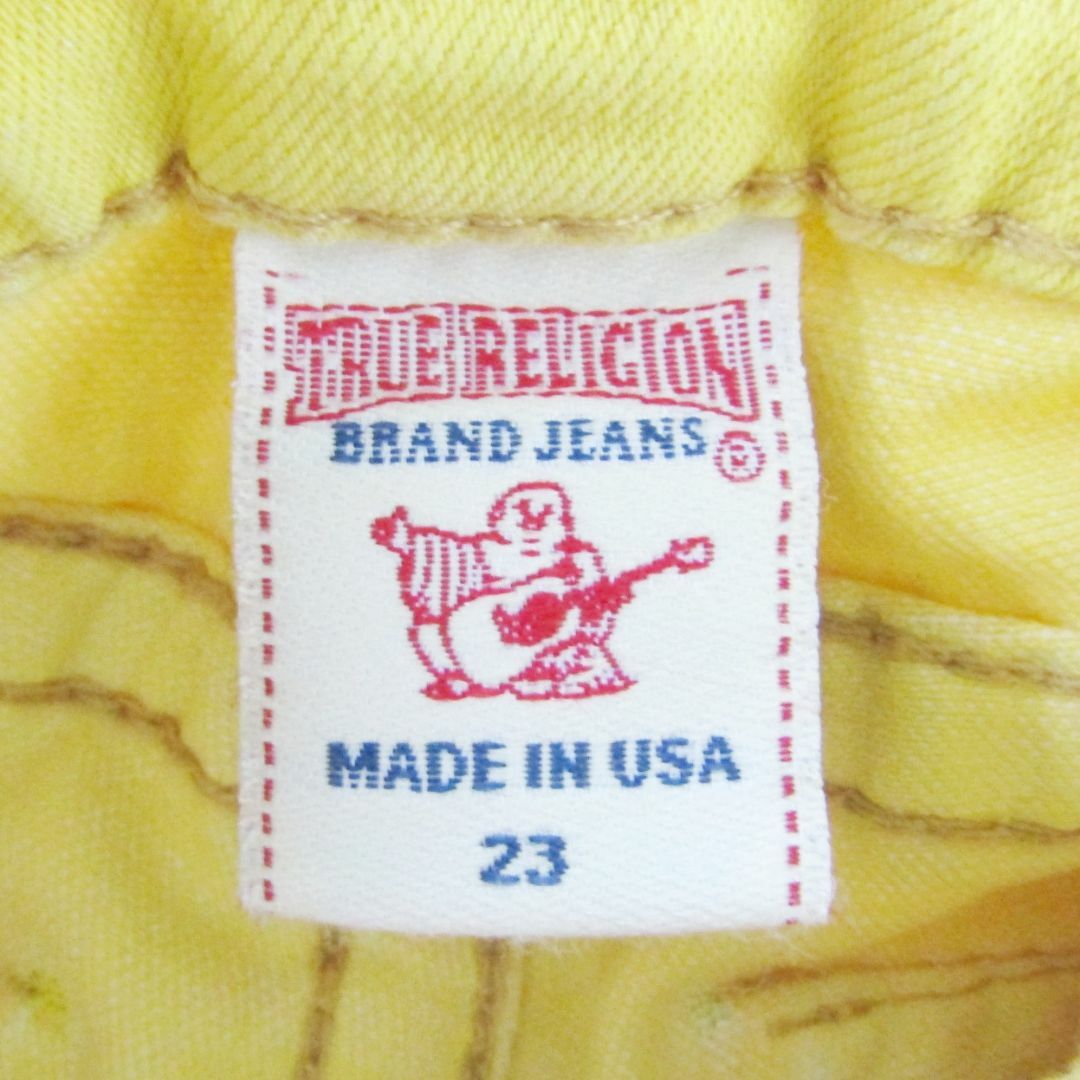 TRUE RELIGION
BRAND JEANS ®
MADE IN USA
23